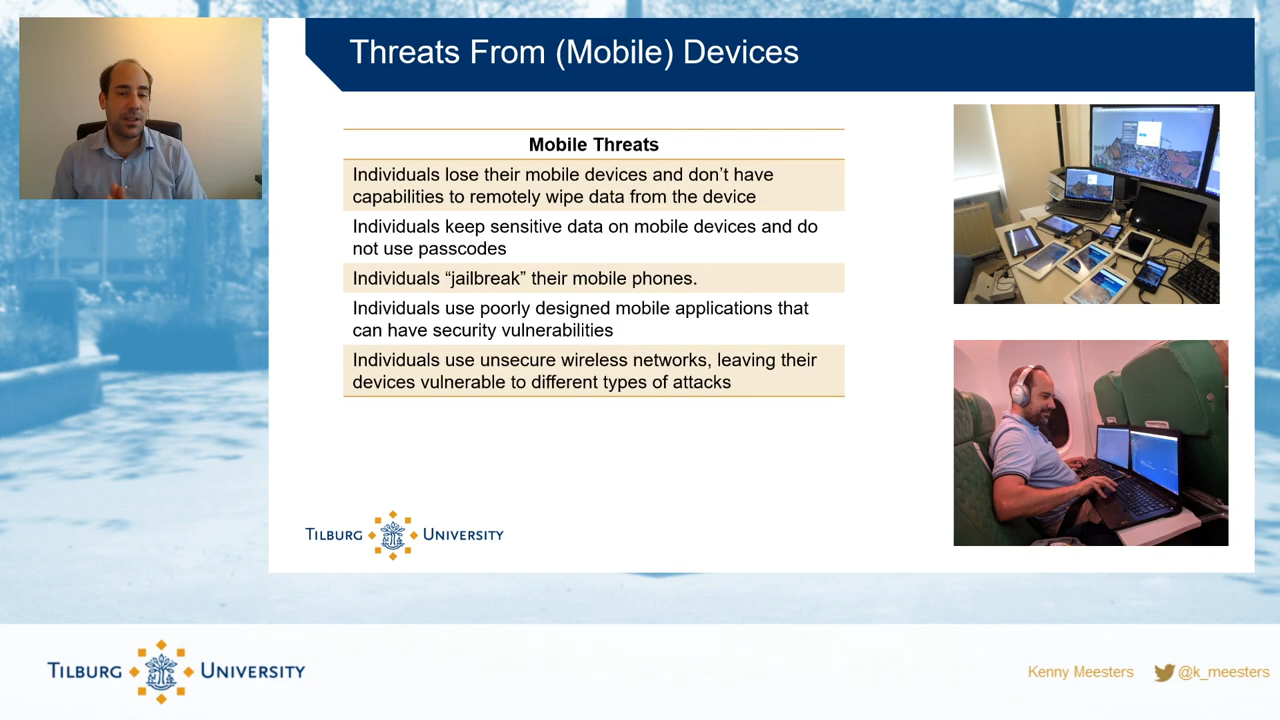 Threats From (Mobile) Devices
Mobile Threats
Individuals lose their mobile devices and don’t have
capabilities to remotely wipe data from the device
Individuals keep sensitive data on mobile devices and do
not use passcodes
Individuals “jailbreak” their mobile phones.
Individuals use poorly designed mobile applications that
can have security vulnerabilities
Individuals use unsecure wireless networks, leaving their
devices vulnerable to different types of attacks
TILBURG UNIVERSITY
TILBURG UNIVERSITY
Kenny Meesters @k_meesters